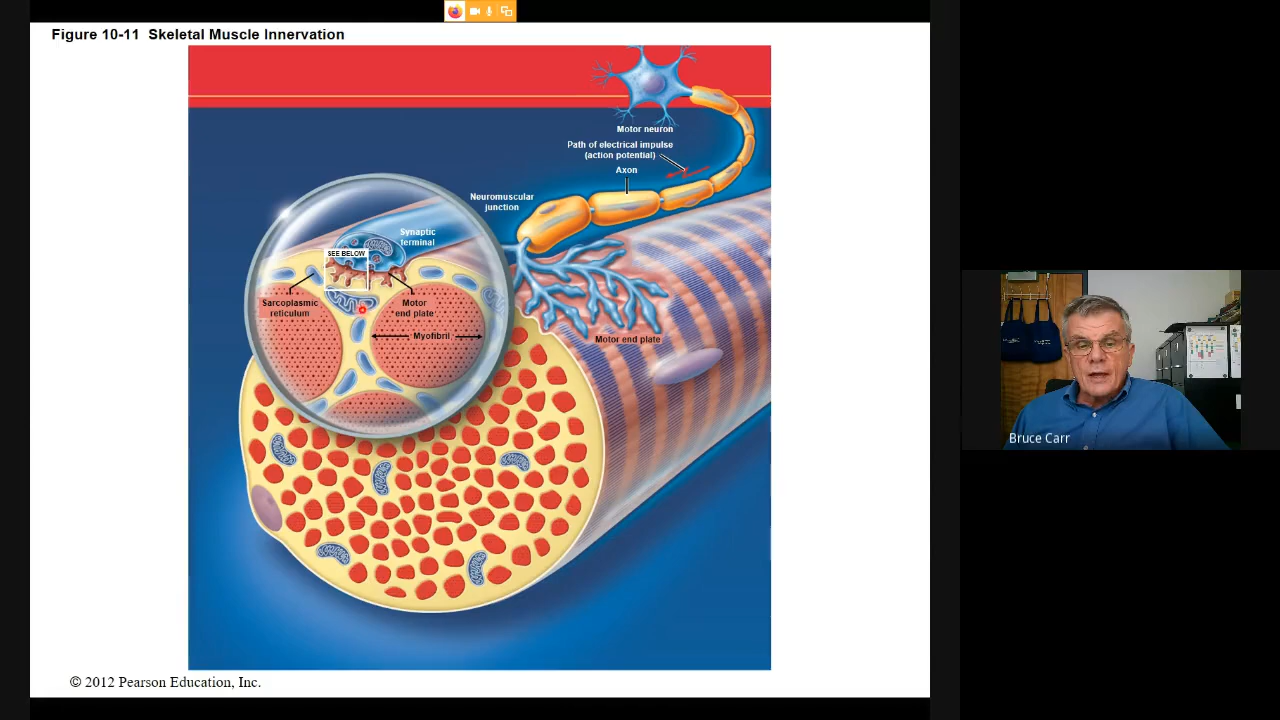 Figure 10-11 Skeletal Muscle Innervation
Motor neuron
Path of electrical impulse
(action potential)
Axon
Neuromuscular
junction
Synaptic
terminal
SEE BELOW
Sarcoplasmic
reticulum
Motor
end plate
Myofibril
Motor end plate
Bruce Carr
© 2012 Pearson Education, Inc.